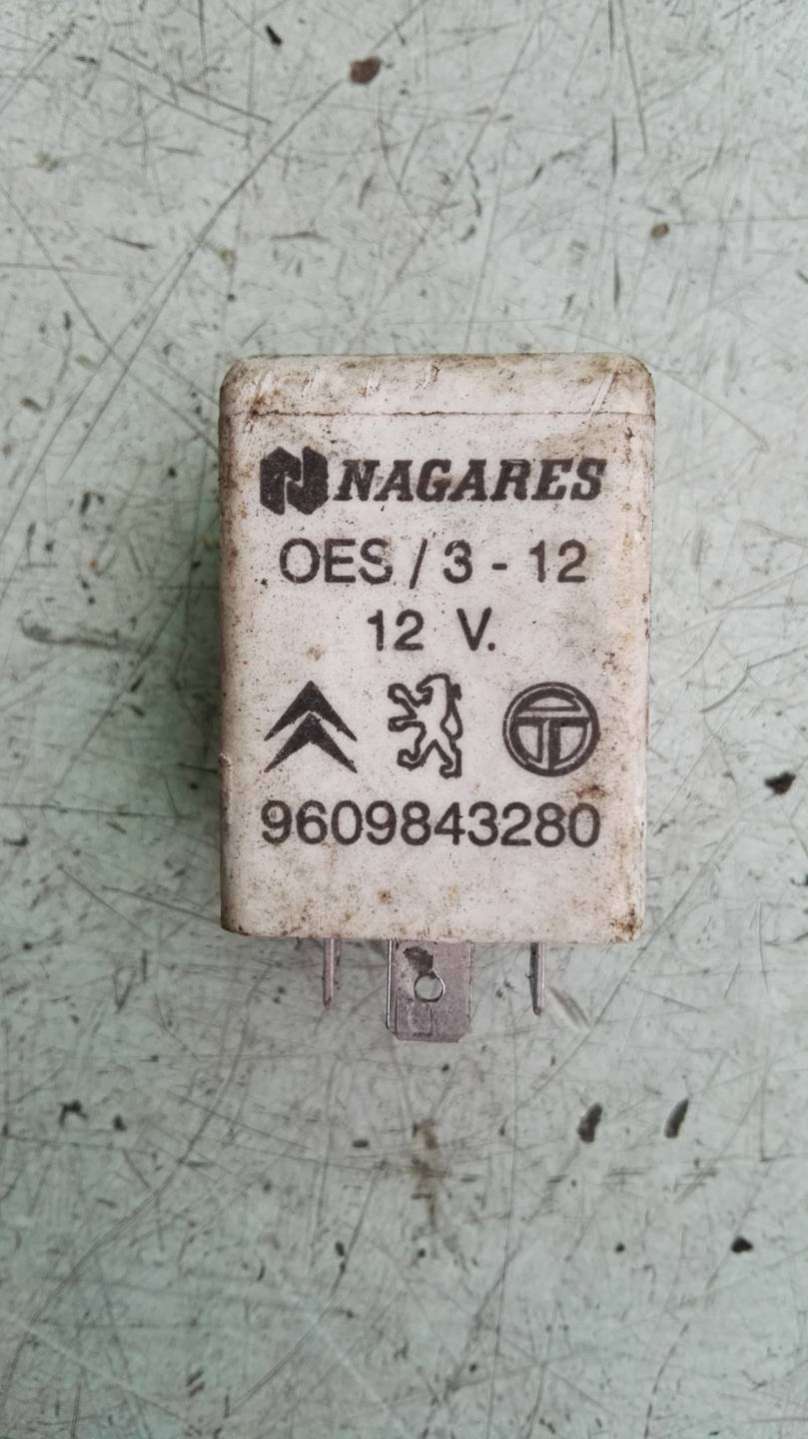 NAGARES
OES / 3 - 12
12 V.
9609843280